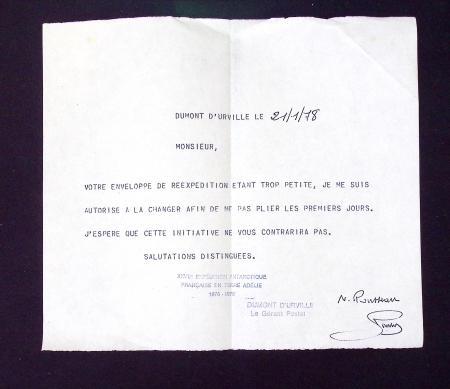 DUMONT D'URVILLE LE 21/1/78
MONSIEUR,
VOTRE ENVELOPPE DE REEXPEDITION ETANT TROP PETITE, JE ME SUIS
AUTORISE A LA CHANGER AFIN DE NE PAS PLIER LES PREMIERS JOURS.
J'ESPERE QUE CETTE INITIATIVE NE VOUS CONTRARIRA PAS.
SALUTATIONS DISTINGUEES.
EXPEDITION ANTARCTIQUE
FRANÇAISE EN TERRE ADÉLIE
DUMONT D'URVILLE
Le Gérant Postal